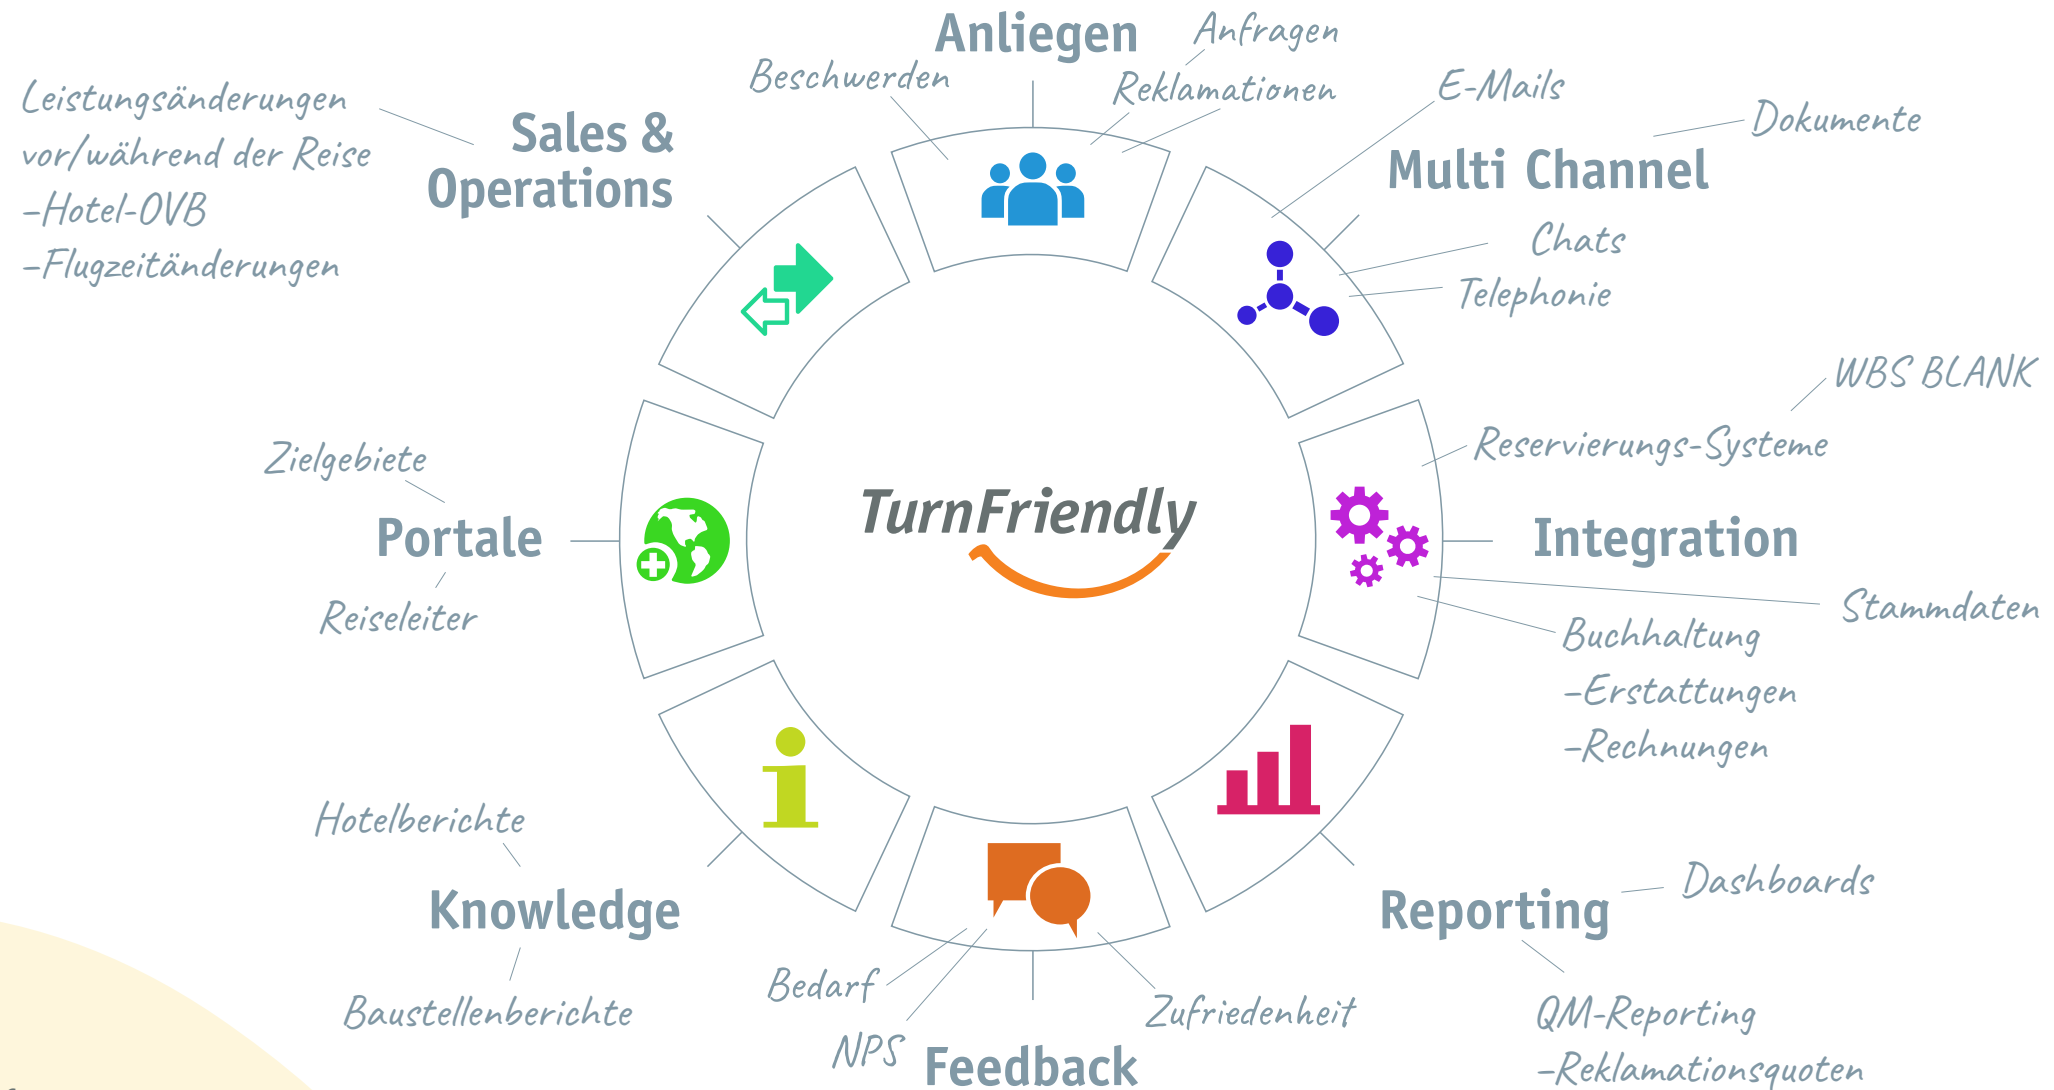 Anliegen
Beschwerden
Anfragen
Reklamationen
Multi Channel
E-Mails
Dokumente
Chats
Telephonie
Integration
WBS BLANK
Reservierungs-Systeme
Stammdaten
Buchhaltung
-Erstattungen
-Rechnungen
Reporting
Dashboards
QM-Reporting
-Reklamationsquoten
Feedback
Bedarf
NPS
Zufriedenheit
Knowledge
Hotelberichte
Baustellenberichte
Portale
Zielgebiete
Reiseleiter
Sales &
Operations
Leistungsänderungen
vor/während der Reise
-Hotel-OVB
-Flugzeitänderungen
TurnFriendly